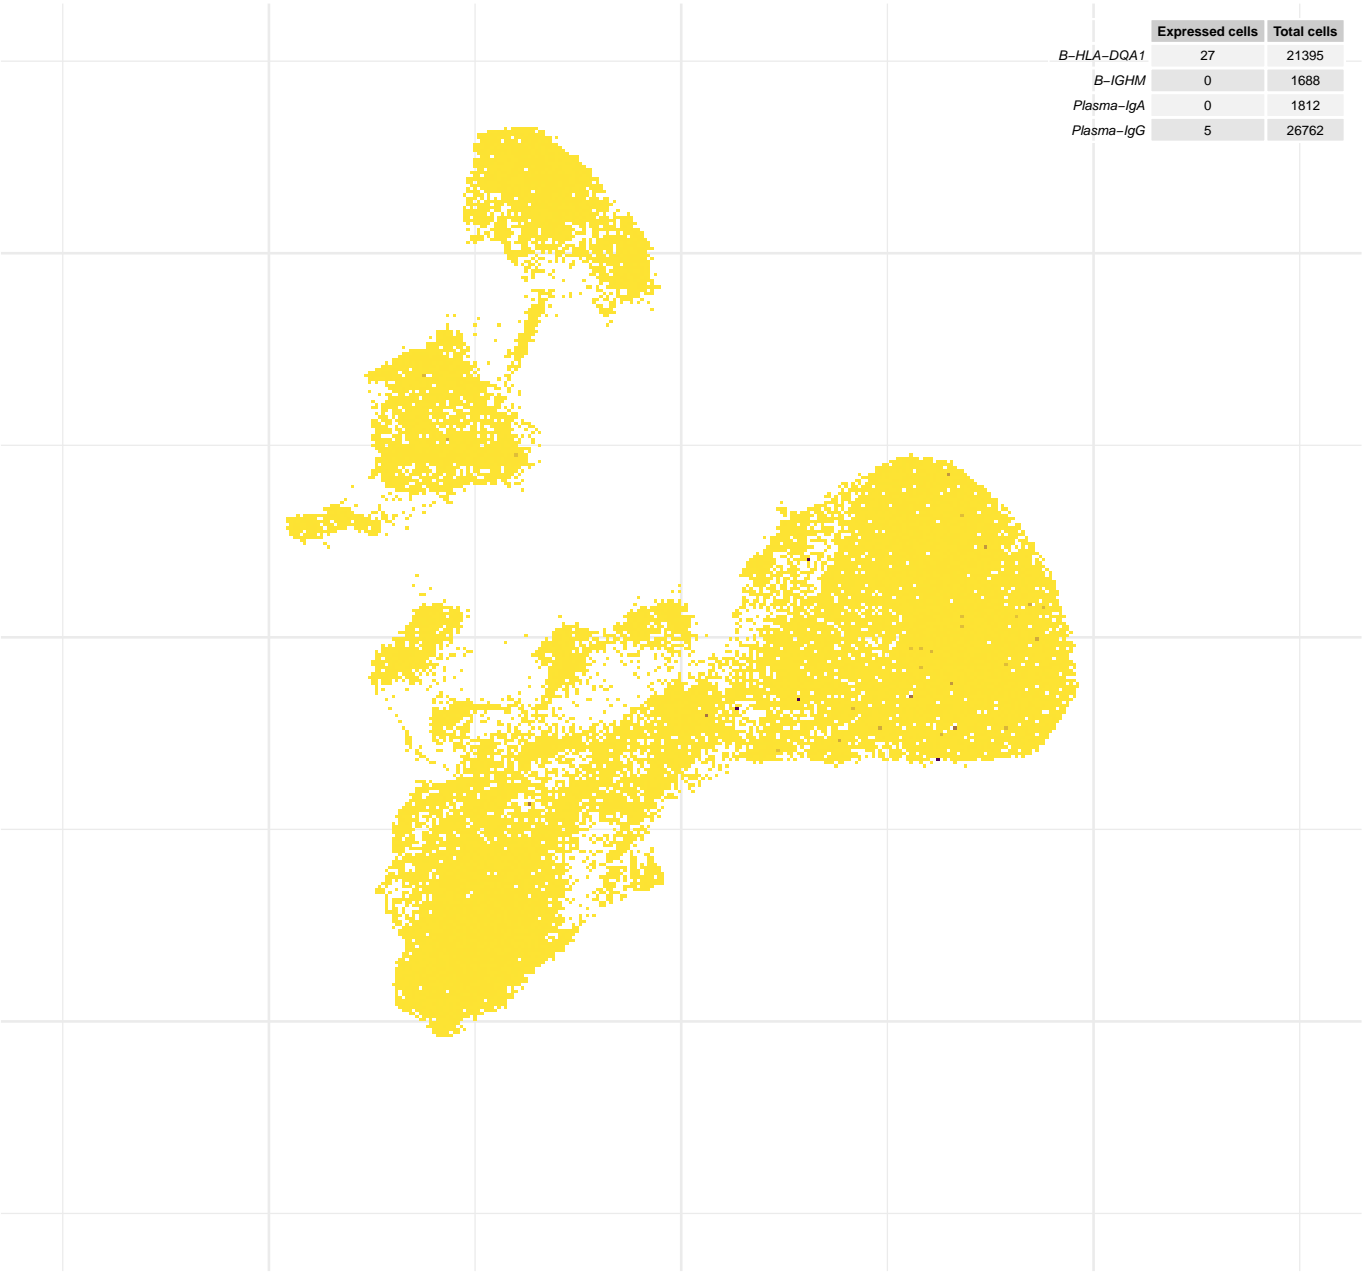 Expressed cells Total cells
B−HLA−DQA1 27 21395
B−IGHM 0 1688
Plasma−IgA 0 1812
Plasma−IgG 5 26762